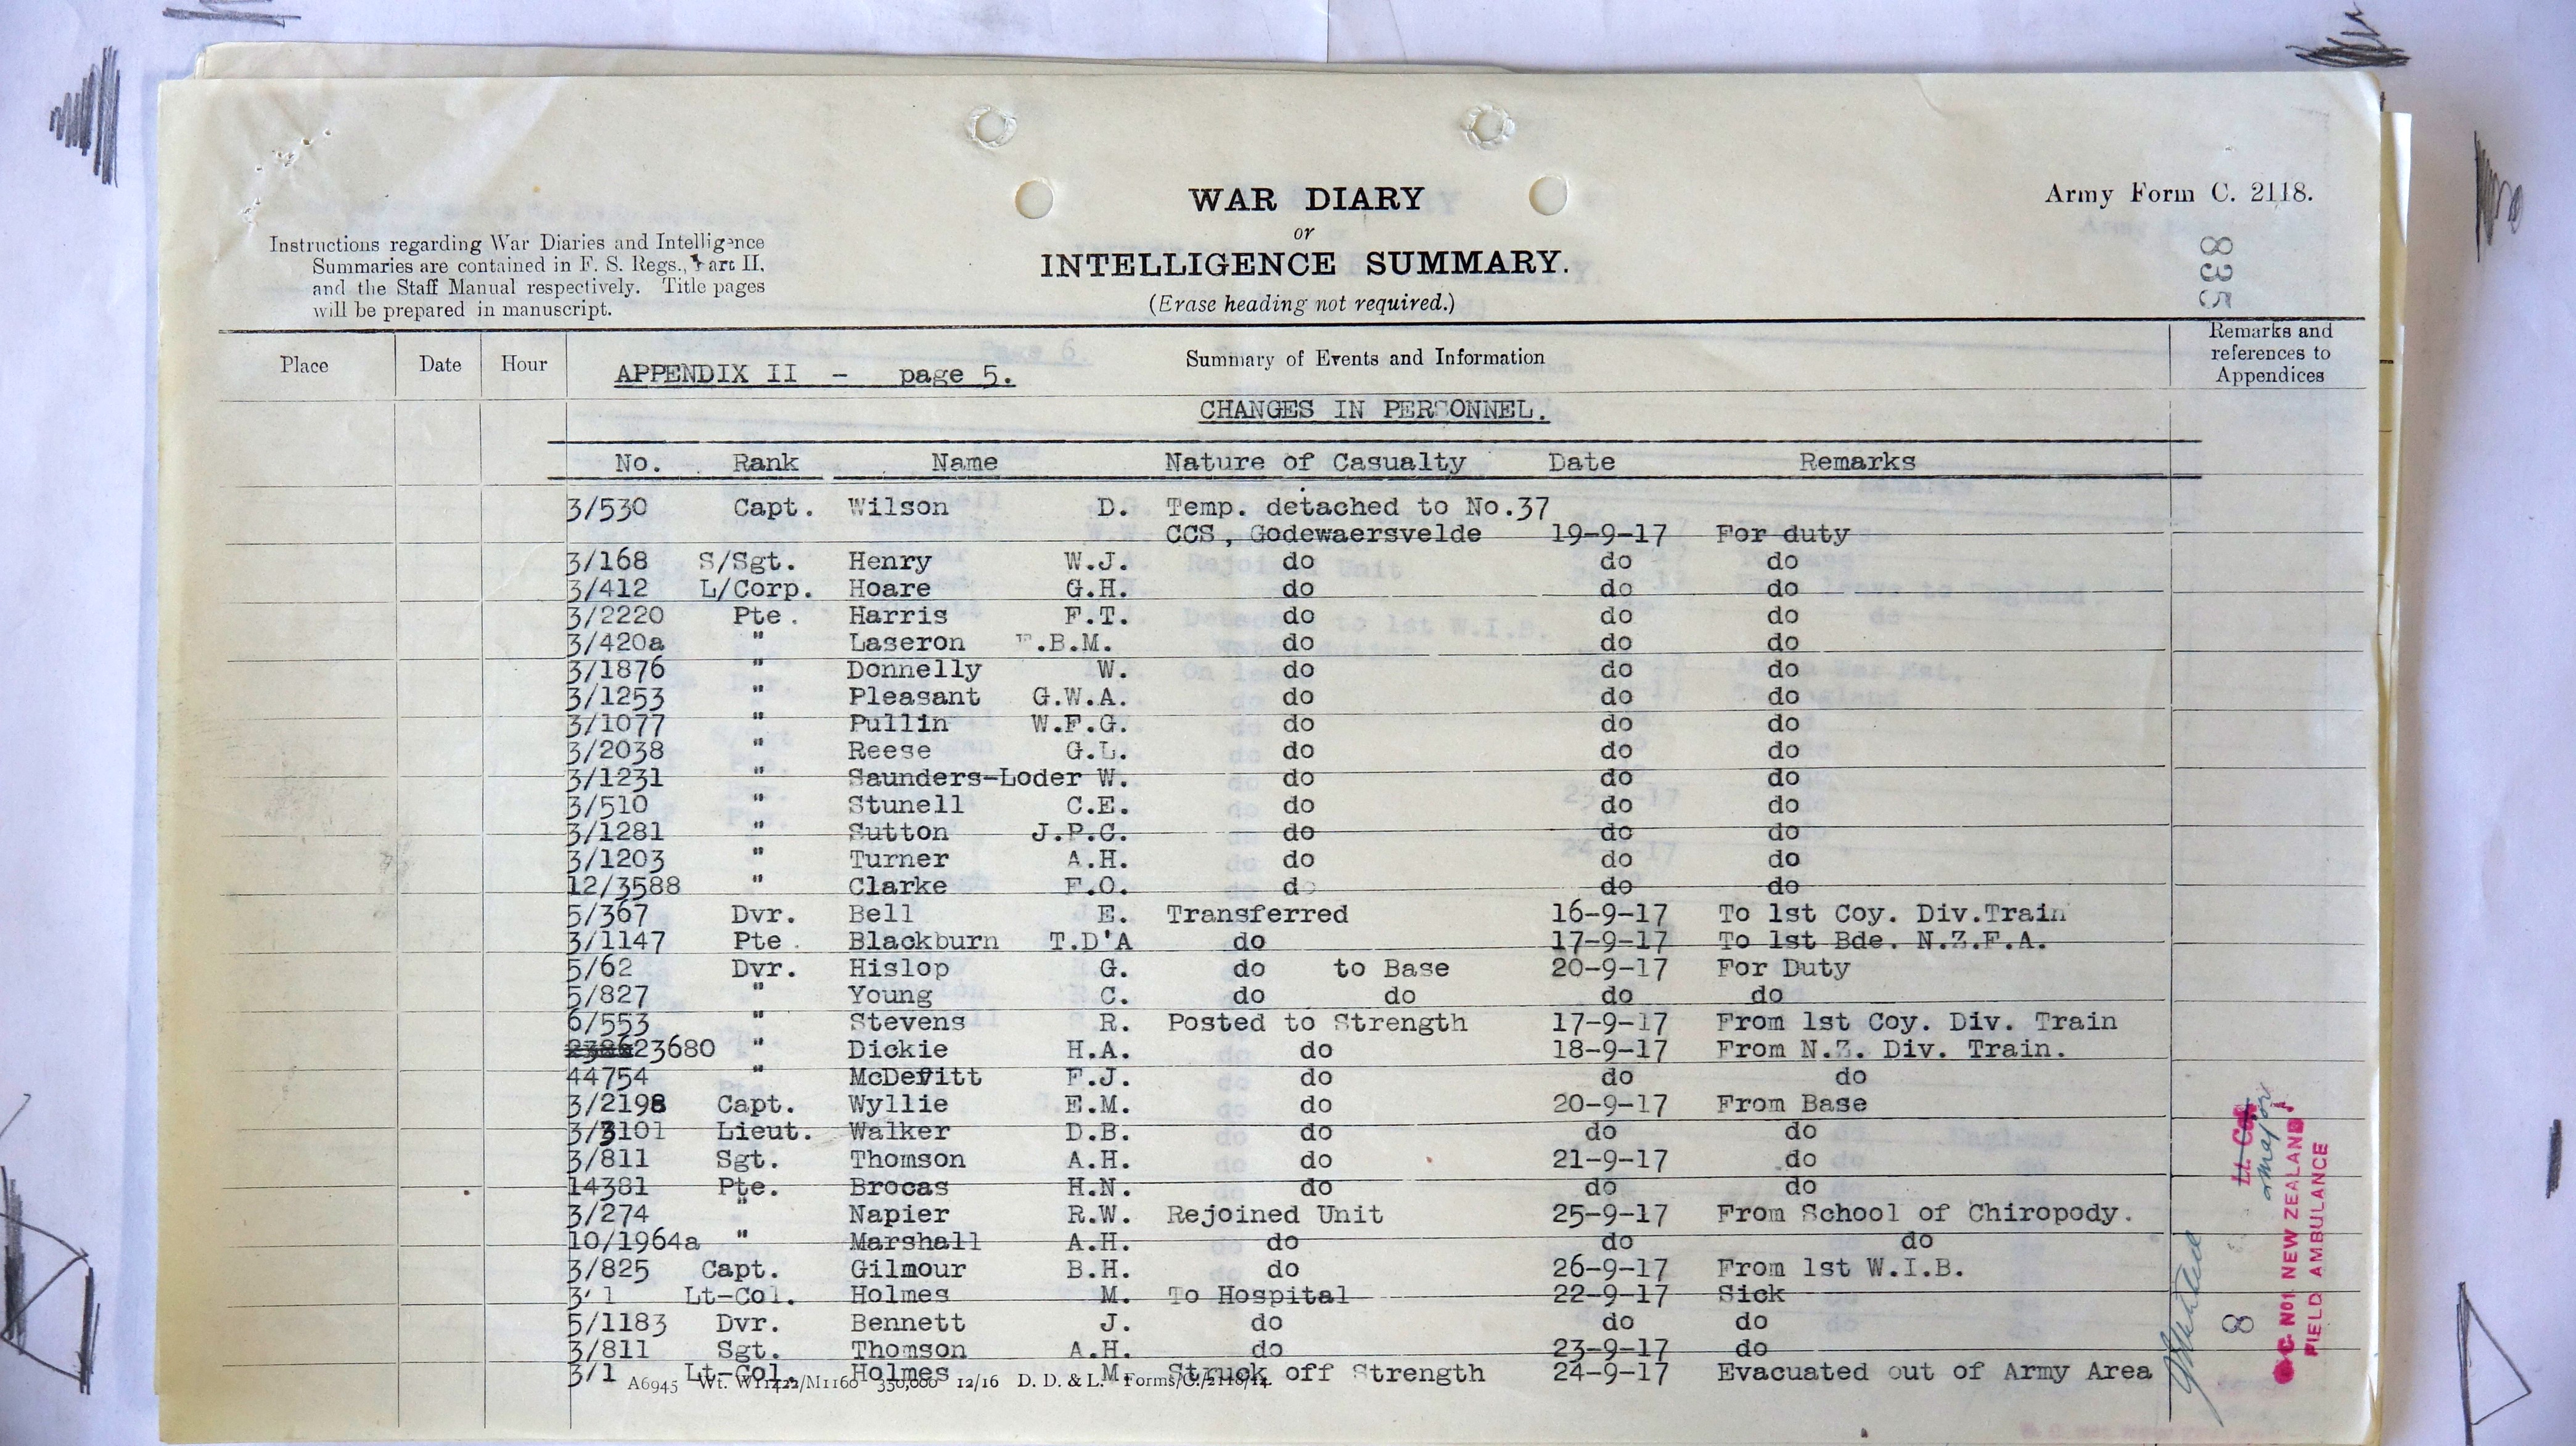 WAR DIARY
or
INTELLIGENCE SUMMARY.
(Erase heading not required.)
Army Form C. 2118.
835
Instructions regarding War Diaries and Intelligence
Summaries are contained in F. S. Regs., Part II.
and the Staff Manual respectively. Title pages
will be prepared in manuscript.
Place Date Hour Summary of Events and Information Remarks and
references to
Appendices
APPENDIX II - page 5.
CHANGES IN PERSONNEL.
No. Rank Name Nature of Casualty Date Remarks
3/530 Capt. Wilson D. Temp. detached to No.37
CCS, Godewaersvelde 19-9-17 For duty
3/168 S/Sgt. Henry W.J. do do do
3/412 L/Corp. Hoare G.H. do do do
3/2220 Pte. Harris F.T. do do do
3/420a " Laseron .B.M. do do do
3/1876 " Donnelly W. do do do
3/1253 " Pleasant G.W.A. do do do
3/1077 " Pullin W.F.G. do do do
3/2038 " Reese G.L. do do do
3/1231 " Saunders-Loder W. do do do
3/510 " Stunell C.E. do do do
3/1281 " Sutton J.P.C. do do do
3/1203 " Turner A.H. do do do
12/3588 " Clarke F.O. do do do
5/367 Dvr. Bell E. Transferred 16-9-17 To 1st Coy. Div.Train
3/1147 Pte. Blackburn T.D'A do 17-9-17 To 1st Bde. N.Z.F.A.
5/62 Dvr. Hislop G. do to Base 20-9-17 For Duty
5/827 " Young C. do do do do
6/553 " Stevens R. Posted to Strength 17-9-17 From 1st Coy. Div. Train
23680 " Dickie H.A. do 18-9-17 From N.Z. Div. Train.
44754 " McDevitt F.J. do do do
3/2198 Capt. Wyllie E.M. do 20-9-17 From Base
3/3101 Lieut. Walker D.B. do do do
3/811 Sgt. Thomson A.H. do 21-9-17 do
14381 Pte. Brocas H.N. do do do
3/274 " Napier R.W. Rejoined Unit 25-9-17 From School of Chiropody.
10/1964a " Marshall A.H. do do do
3/825 Capt. Gilmour B.H. do 26-9-17 From 1st W.I.B.
3/1 Lt-Col. Holmes M. To Hospital 22-9-17 Sick
5/1183 Dvr. Bennett J. do do do
3/811 Sgt. Thomson A.H. do 23-9-17 do
3/1 Lt-Col. Holmes M. Struck off Strength 24-9-17 Evacuated out of Army Area
A6945 Wt. W11422/M1160 350,000 12/16 D. D. & L. Forms/C./2118/14.
8
Lt. Col
Major
OC No1 NEW ZEALAND
FIELD AMBULANCE